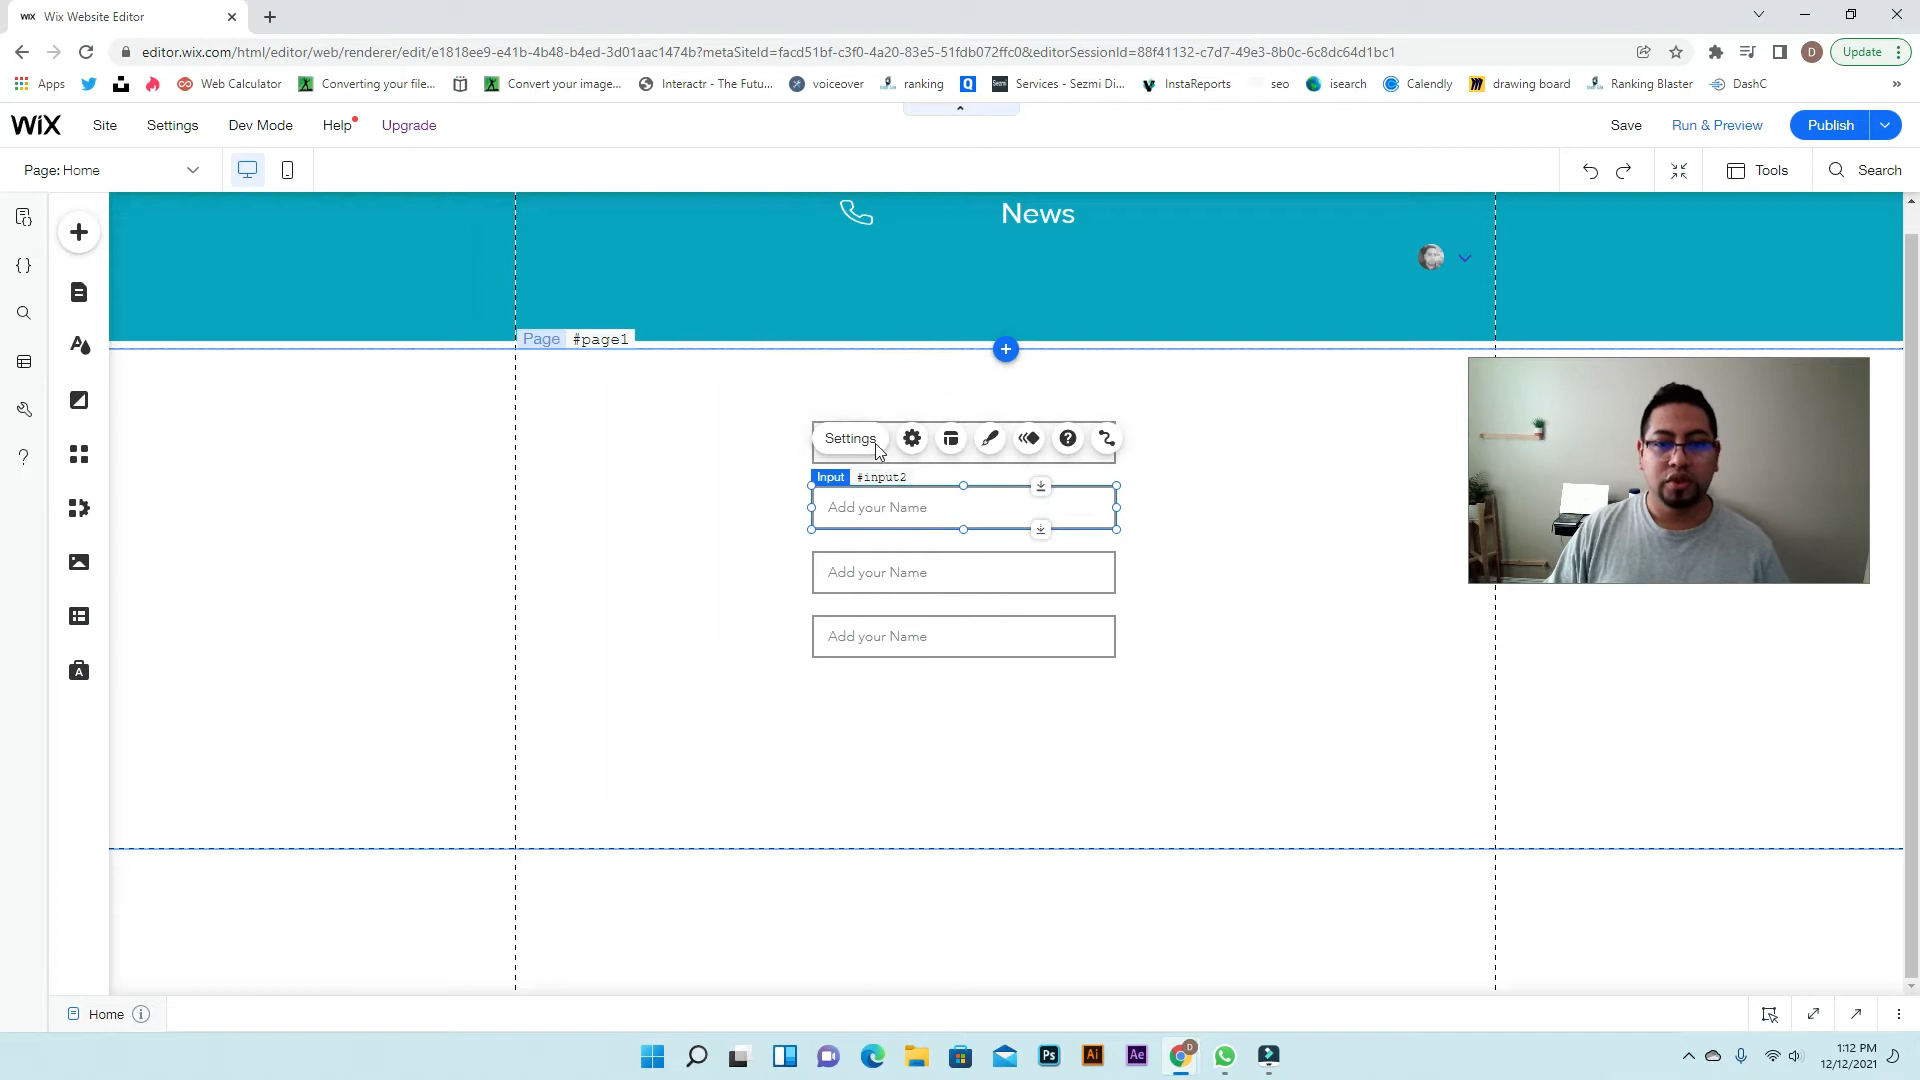 WiX Wix Website Editor
editor.wix.com/html/editor/web/renderer/edit/e1818ee9-e41b-4b48-b4ed-3d01aac1474b?metaSiteId=facd51bf-c3f0-4a20-83e5-51fdb072ffc0&editorSessionId=88f41132-c7d7-49e3-8b0c-6c8dc64d1bc1
D
Update
Apps
Web Calculator
Converting your file...
Convert your image...
Interactr - The Futu...
voiceover
ranking
Services - Sezmi Di...
InstaReports
seo
isearch
Calendly
drawing board
Ranking Blaster
DashC
WiX
Site
Settings
Dev Mode
Help
Upgrade
Save
Run & Preview
Publish
Page: Home
Tools
Search
News
Page #page1
Settings
Input #input2
Add your Name
Add your Name
Add your Name
Home
Ps
Ai
Ae
D
1:12 PM
12/12/2021